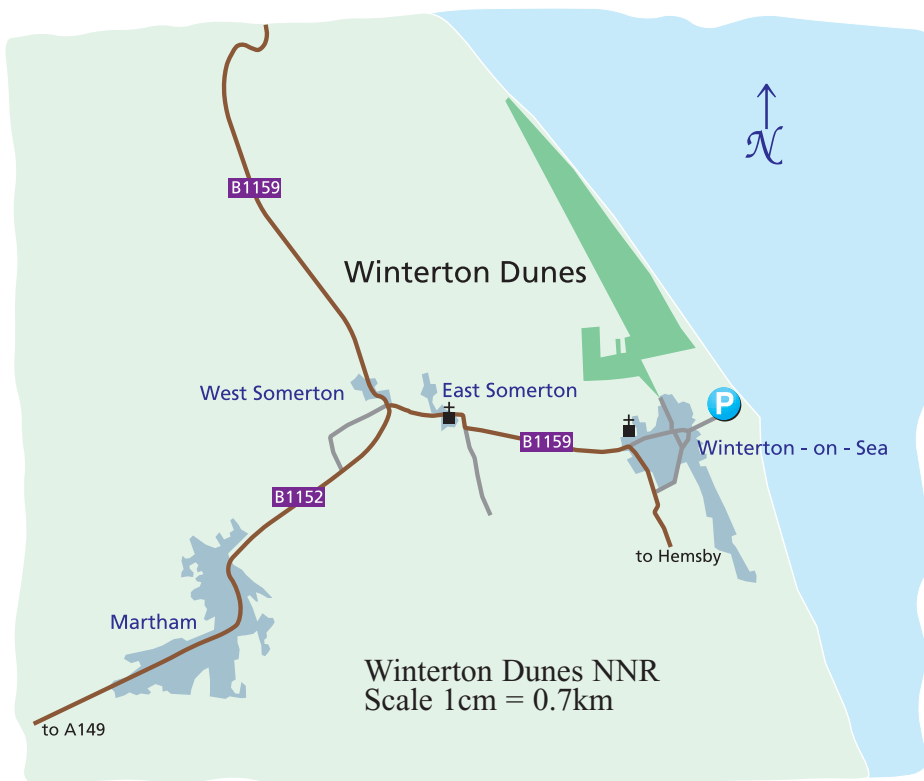 N
B1159
Winterton Dunes
West Somerton
East Somerton
P
B1159
Winterton - on - Sea
B1152
to Hemsby
Martham
Winterton Dunes NNR
Scale 1cm = 0.7km
to A149